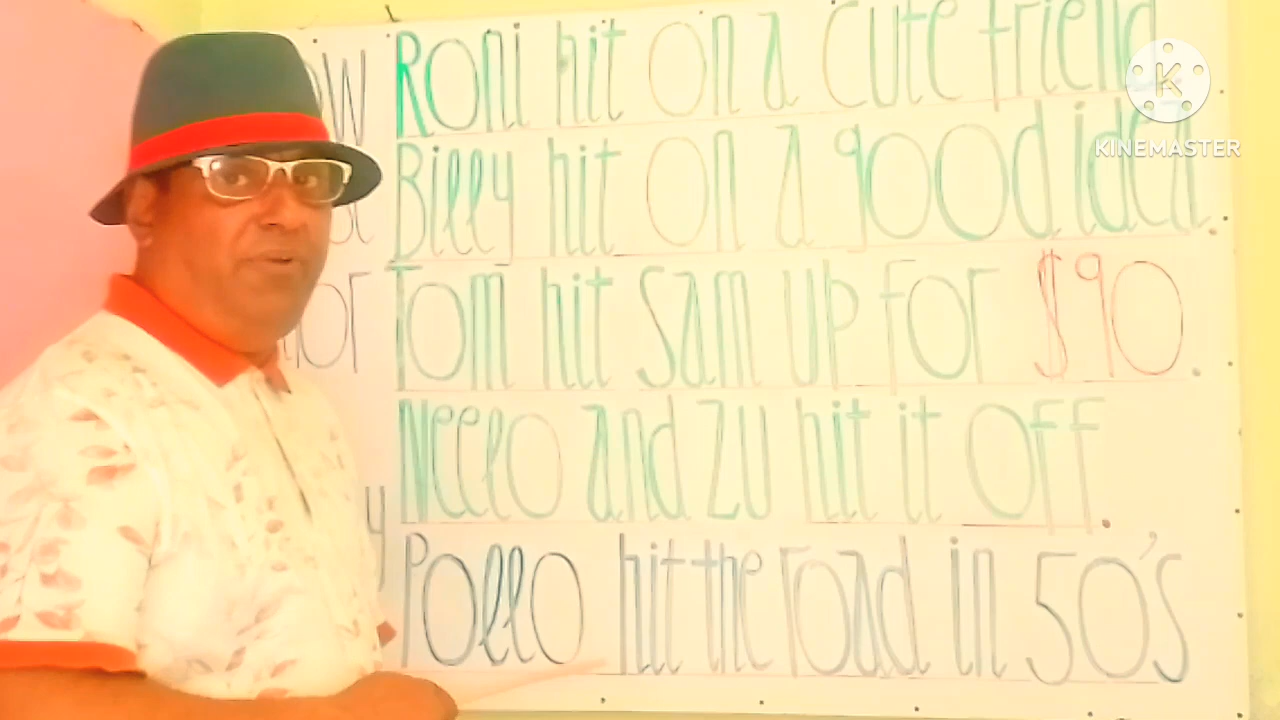 Roni hit on a cute friend
Billy hit on a good idea.
Tom hit Sam up for $90.
Neelo and Zu hit it off.
Pollo hit the road in 50's
KINEMASTER